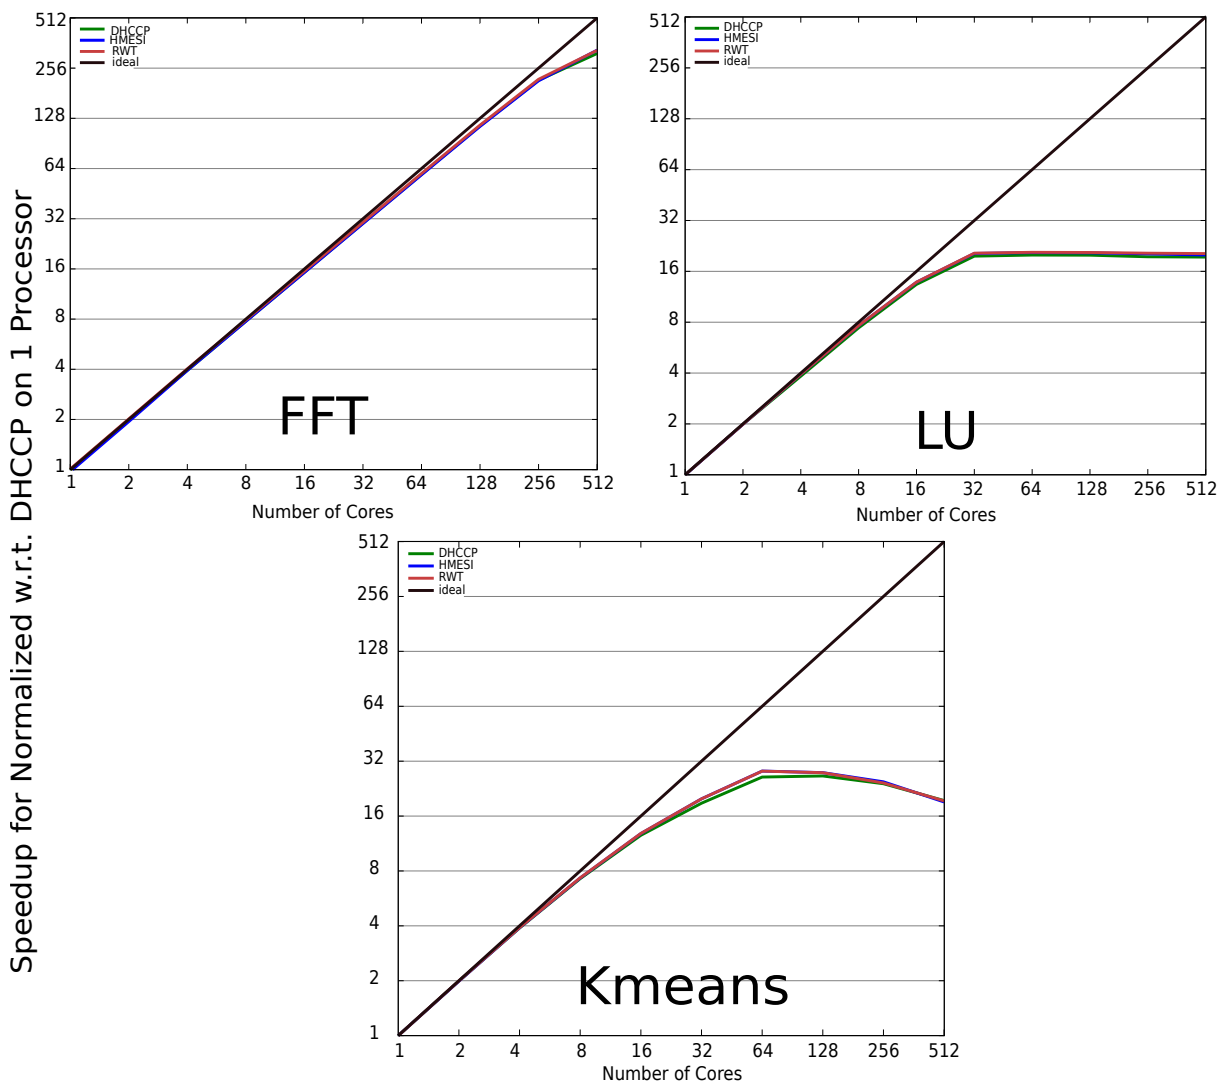 Speedup for Normalized w.r.t. DHCCP on 1 Processor
512
256
128
64
32
16
8
4
2
1
DHCCP
HMESI
RWT
ideal
FFT
1 2 4 8 16 32 64 128 256 512
Number of Cores
512
256
128
64
32
16
8
4
2
1
DHCCP
HMESI
RWT
ideal
LU
1 2 4 8 16 32 64 128 256 512
Number of Cores
512
256
128
64
32
16
8
4
2
1
DHCCP
HMESI
RWT
ideal
Kmeans
1 2 4 8 16 32 64 128 256 512
Number of Cores